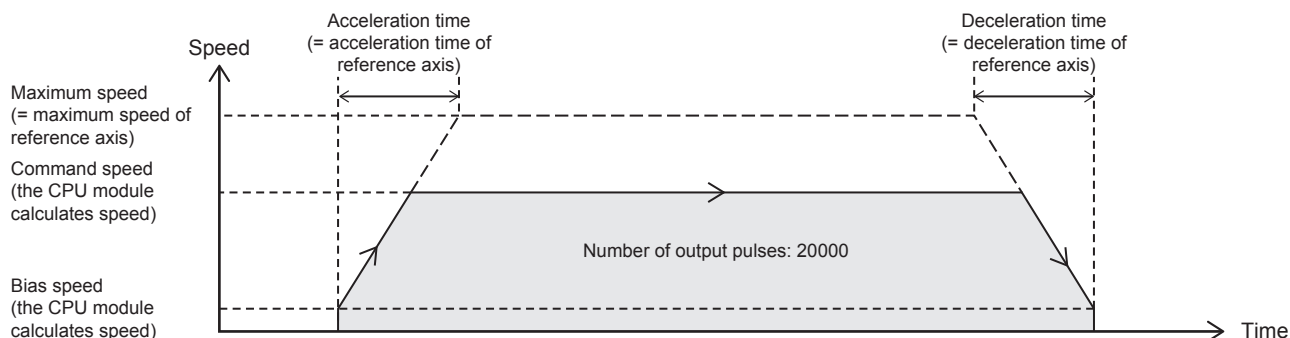 Acceleration time
(= acceleration time of
reference axis)
Deceleration time
(= deceleration time of
reference axis)
Speed
Maximum speed
(= maximum speed of
reference axis)
Command speed
(the CPU module
calculates speed)
Number of output pulses: 20000
Bias speed
(the CPU module
calculates speed)
Time